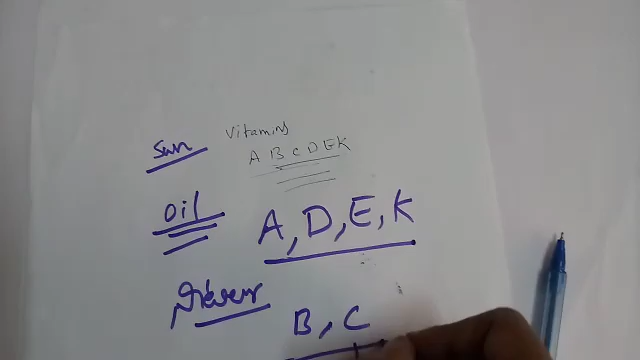 Vitamins
Sun
A B C D E K
Oil
A, D, E, K
B, C